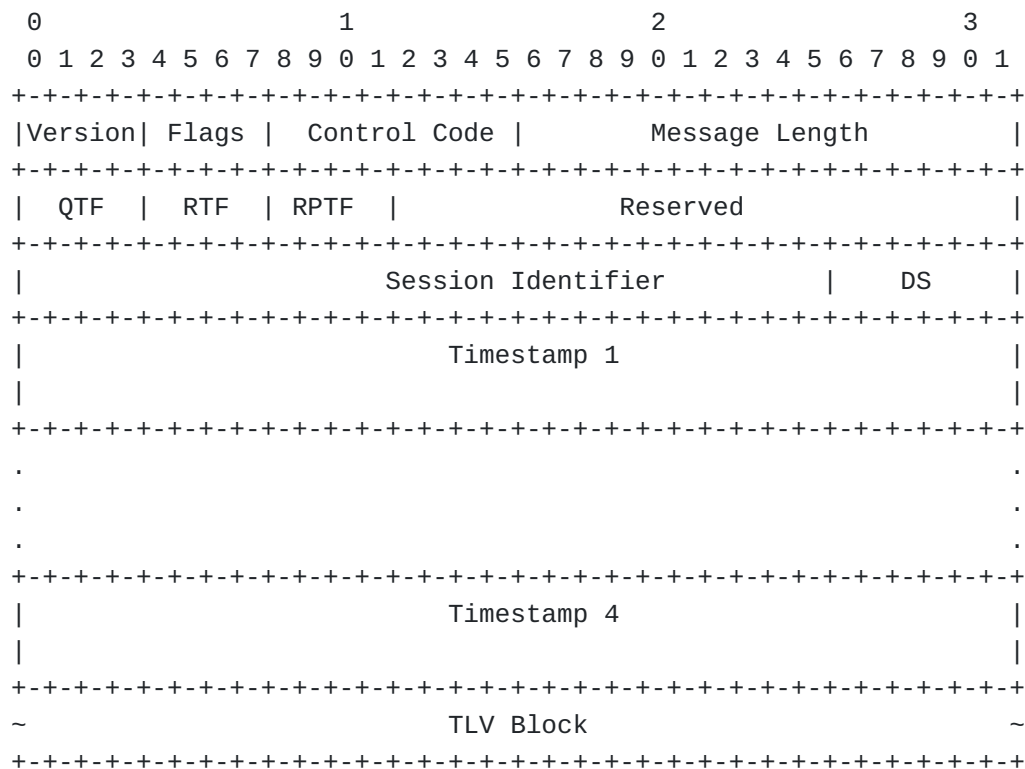 0                   1                   2                   3
 0 1 2 3 4 5 6 7 8 9 0 1 2 3 4 5 6 7 8 9 0 1 2 3 4 5 6 7 8 9 0 1
+-+-+-+-+-+-+-+-+-+-+-+-+-+-+-+-+-+-+-+-+-+-+-+-+-+-+-+-+-+-+-+-+
|Version| Flags |  Control Code |        Message Length         |
+-+-+-+-+-+-+-+-+-+-+-+-+-+-+-+-+-+-+-+-+-+-+-+-+-+-+-+-+-+-+-+-+
|  QTF  |  RTF  | RPTF  |              Reserved                 |
+-+-+-+-+-+-+-+-+-+-+-+-+-+-+-+-+-+-+-+-+-+-+-+-+-+-+-+-+-+-+-+-+
|                       Session Identifier          |    DS     |
+-+-+-+-+-+-+-+-+-+-+-+-+-+-+-+-+-+-+-+-+-+-+-+-+-+-+-+-+-+-+-+-+
|                           Timestamp 1                         |
|                                                               |
+-+-+-+-+-+-+-+-+-+-+-+-+-+-+-+-+-+-+-+-+-+-+-+-+-+-+-+-+-+-+-+-+
.                                                               .
.                                                               .
.                                                               .
+-+-+-+-+-+-+-+-+-+-+-+-+-+-+-+-+-+-+-+-+-+-+-+-+-+-+-+-+-+-+-+-+
|                           Timestamp 4                         |
|                                                               |
+-+-+-+-+-+-+-+-+-+-+-+-+-+-+-+-+-+-+-+-+-+-+-+-+-+-+-+-+-+-+-+-+
~                           TLV Block                           ~
+-+-+-+-+-+-+-+-+-+-+-+-+-+-+-+-+-+-+-+-+-+-+-+-+-+-+-+-+-+-+-+-+